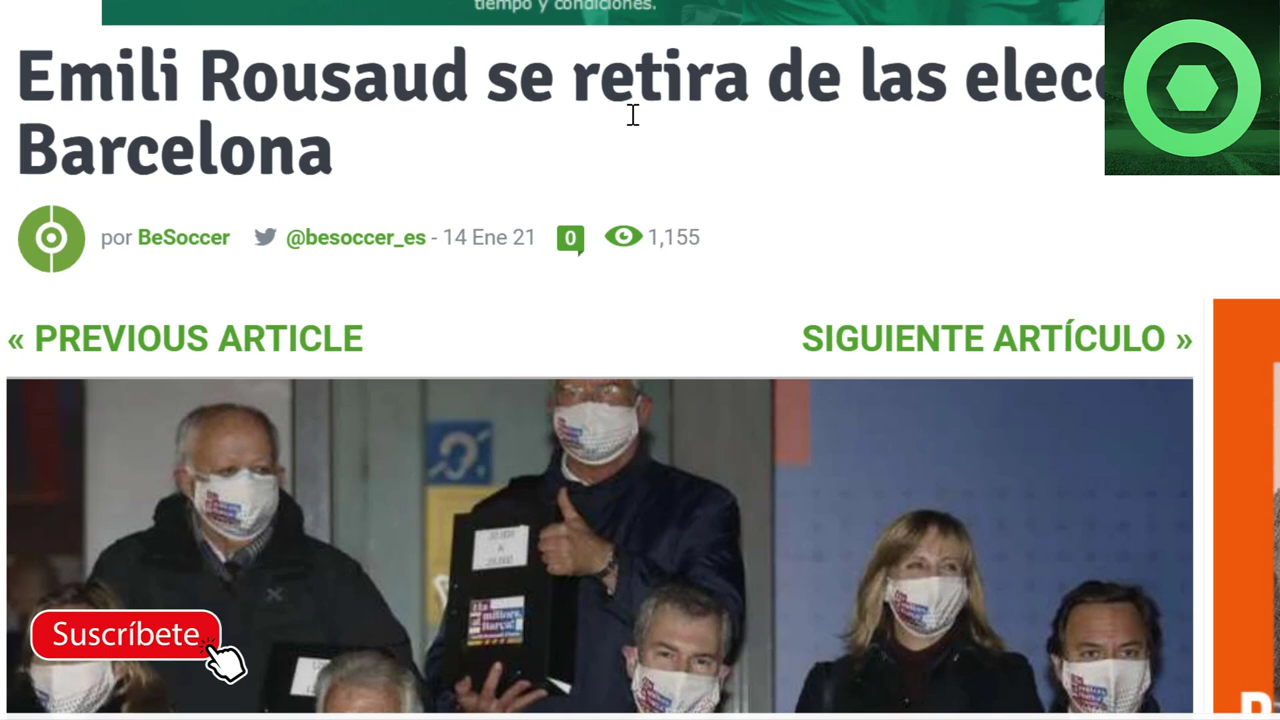 tiempo y condiciones.
Emili Rousaud se retira de las elecc
Barcelona
por BeSoccer @besoccer_es - 14 Ene 21 0 1,155
« PREVIOUS ARTICLE SIGUIENTE ARTÍCULO »
Suscríbete